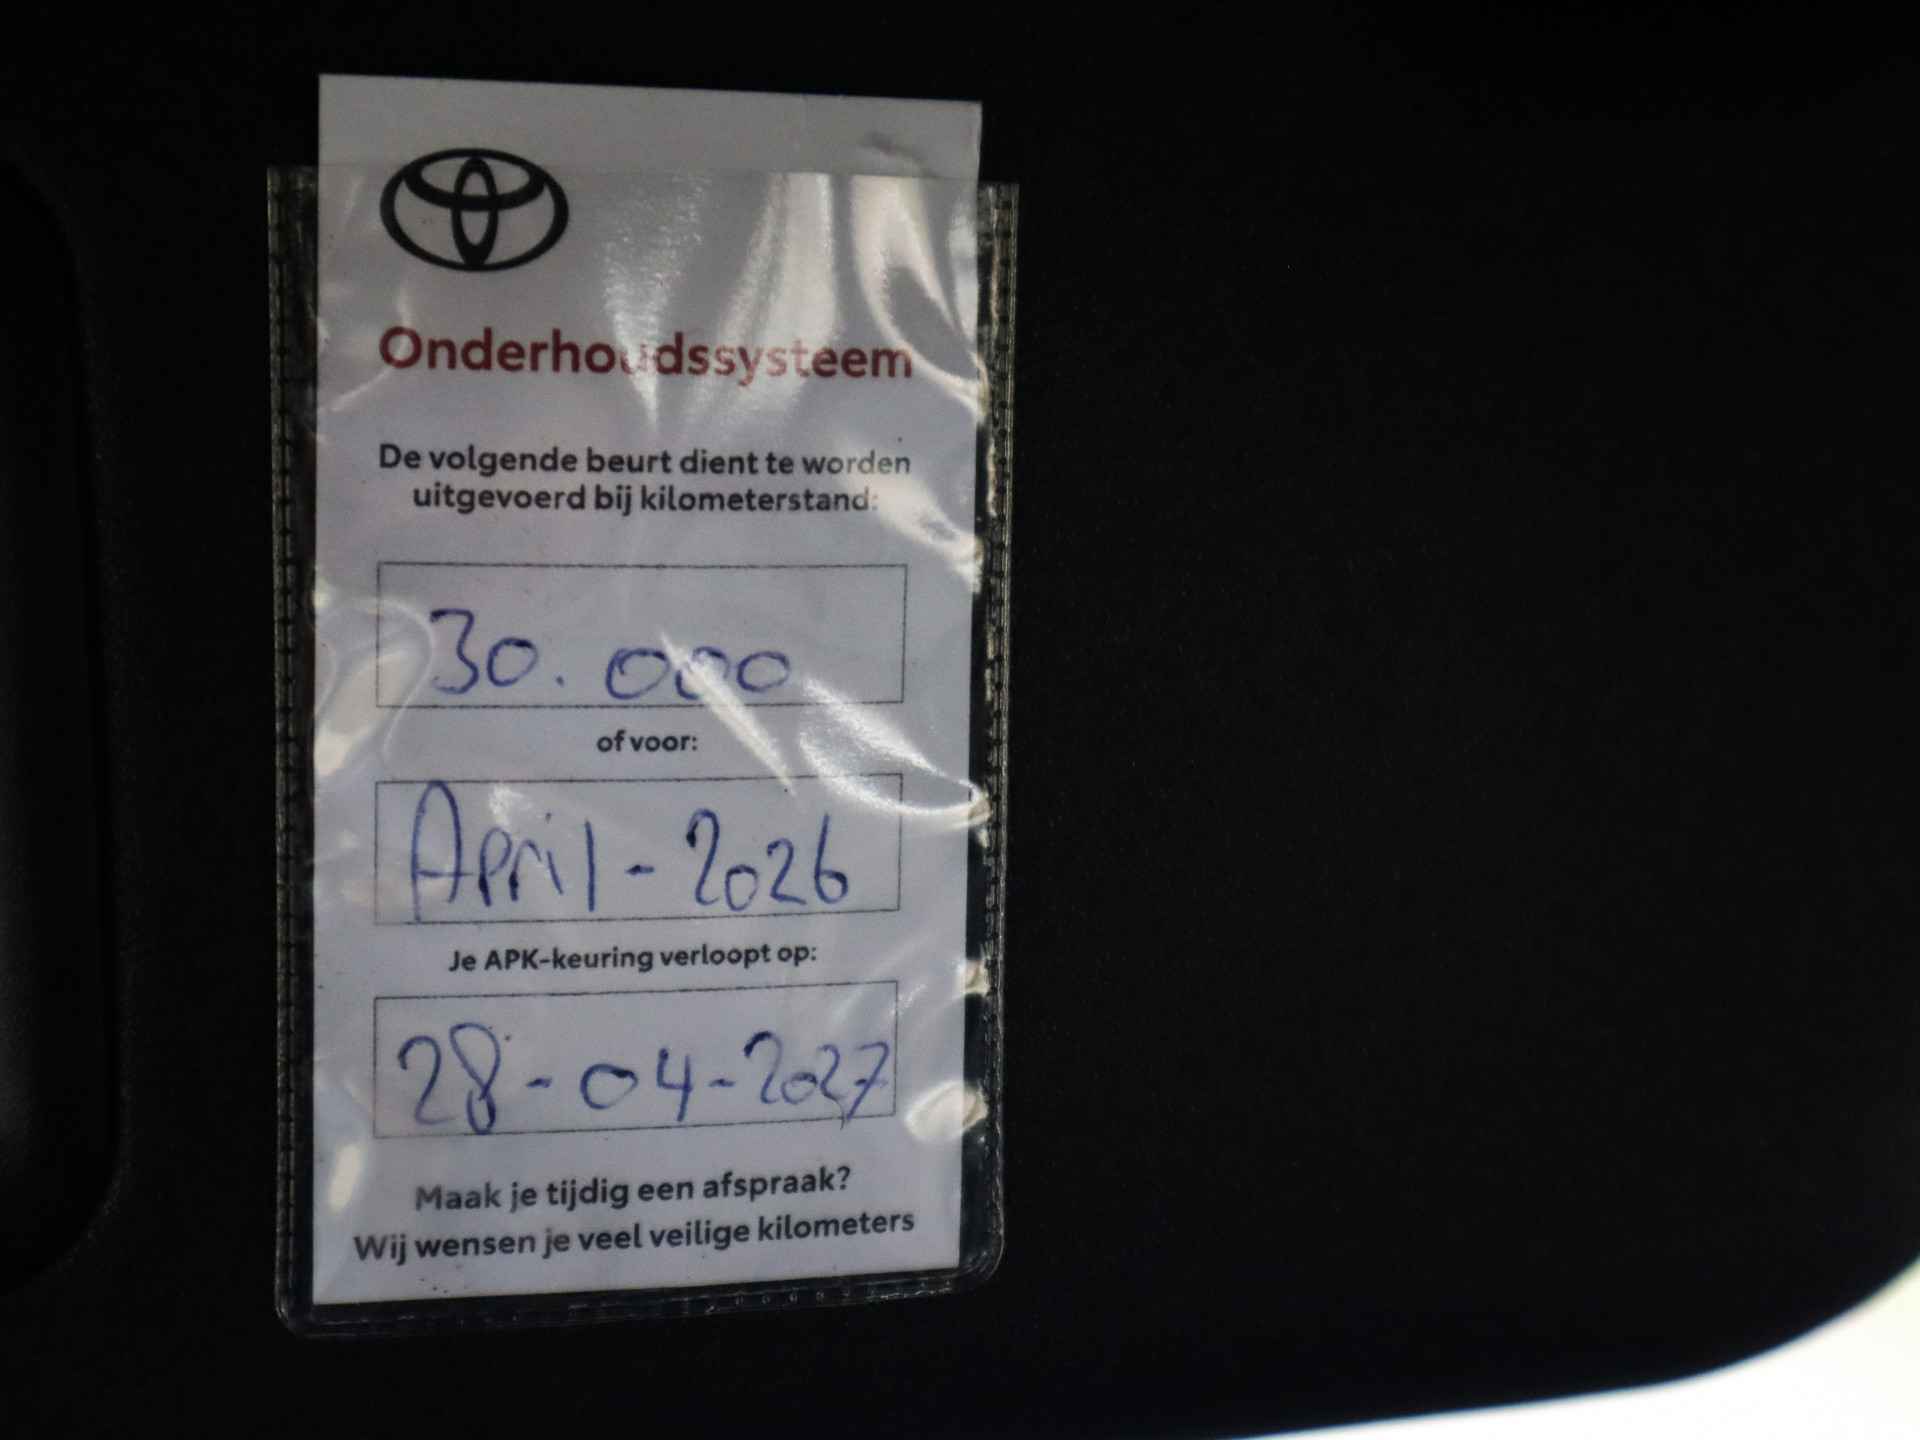 Onderhoudssysteem
De volgende beurt dient te worden
uitgevoerd bij kilometerstand:
30.000
of voor:
April-2026
Je APK-keuring verloopt op:
28-04-2027
Maak je tijdig een afspraak?
Wij wensen je veel veilige kilometers